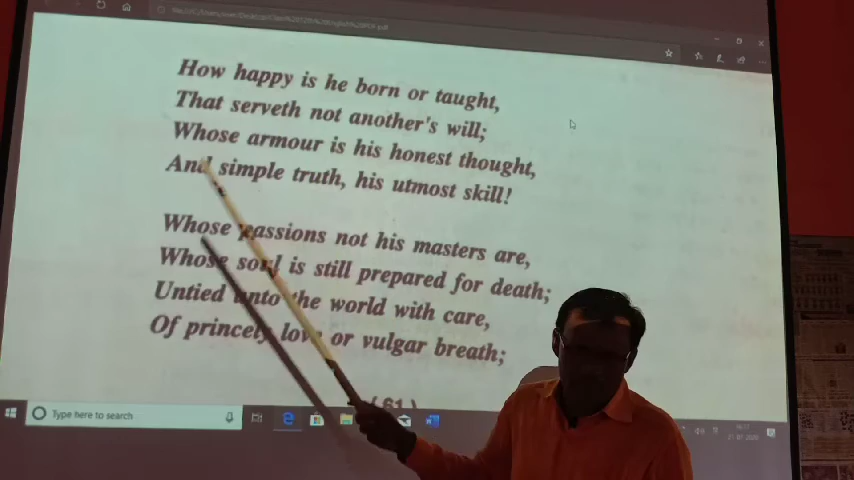 How happy is he born or taught,
That serveth not another's will;
Whose armour is his honest thought,
And simple truth, his utmost skill!
Whose passions not his masters are,
Whose soul is still prepared for death;
Untied unto the world with care,
Of princely love or vulgar breath;
( 61 )
Type here to search